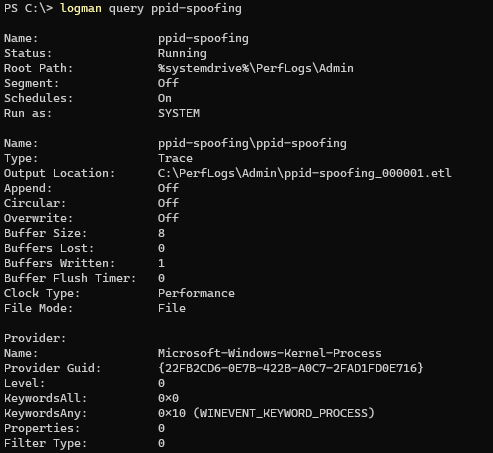 PS C:\> logman query ppid-spoofing
Name: ppid-spoofing
Status: Running
Root Path: %systemdrive%\PerfLogs\Admin
Segment: Off
Schedules: On
Run as: SYSTEM
Name: ppid-spoofing\ppid-spoofing
Type: Trace
Output Location: C:\PerfLogs\Admin\ppid-spoofing_000001.etl
Append: Off
Circular: Off
Overwrite: Off
Buffer Size: 8
Buffers Lost: 0
Buffers Written: 1
Buffer Flush Timer: 0
Clock Type: Performance
File Mode: File
Provider:
Name: Microsoft-Windows-Kernel-Process
Provider Guid: {22FB2CD6-0E7B-422B-A0C7-2FAD1FD0E716}
Level: 0
KeywordsAll: 0x0
KeywordsAny: 0x10 (WINEVENT_KEYWORD_PROCESS)
Properties: 0
Filter Type: 0